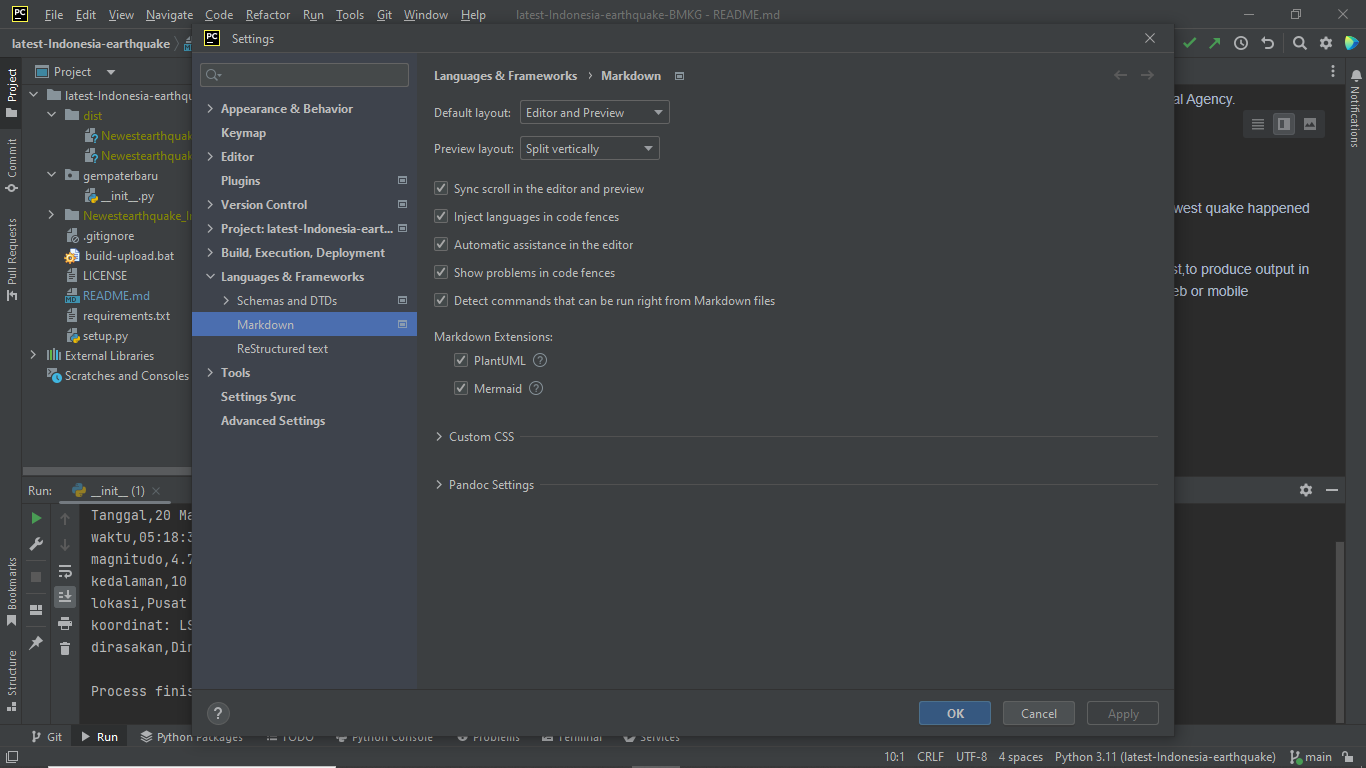 PC File Edit View Navigate Code Refactor Run Tools Git Window Help latest-Indonesia-earthquake-BMKG - README.md
latest-Indonesia-earthquake
PC Settings
Project
Project
Commit
Pull Requests
Bookmarks
Structure
Notifications
latest-Indonesia-earthqu
dist
Newestearthquak
Newestearthquak
gempaterbaru
__init__.py
Newestearthquake_I
.gitignore
build-upload.bat
LICENSE
README.md
requirements.txt
setup.py
External Libraries
Scratches and Consoles
Appearance & Behavior
Keymap
Editor
Plugins
Version Control
Project: latest-Indonesia-eart...
Build, Execution, Deployment
Languages & Frameworks
Schemas and DTDs
Markdown
ReStructured text
Tools
Settings Sync
Advanced Settings
Languages & Frameworks › Markdown
Default layout: Editor and Preview
Preview layout: Split vertically
Sync scroll in the editor and preview
Inject languages in code fences
Automatic assistance in the editor
Show problems in code fences
Detect commands that can be run right from Markdown files
Markdown Extensions:
PlantUML ?
Mermaid ?
Custom CSS
Pandoc Settings
? OK Cancel Apply
al Agency.
west quake happened
st,to produce output in
eb or mobile
Run: __init__ (1)
Tanggal,20 Ma
waktu,05:18:3
magnitudo,4.7
kedalaman,10
lokasi,Pusat
koordinat: LS
dirasakan,Dir
Process finis
Git Run Python Packages TODO Python Console Problems Terminal Services
10:1 CRLF UTF-8 4 spaces Python 3.11 (latest-Indonesia-earthquake) main